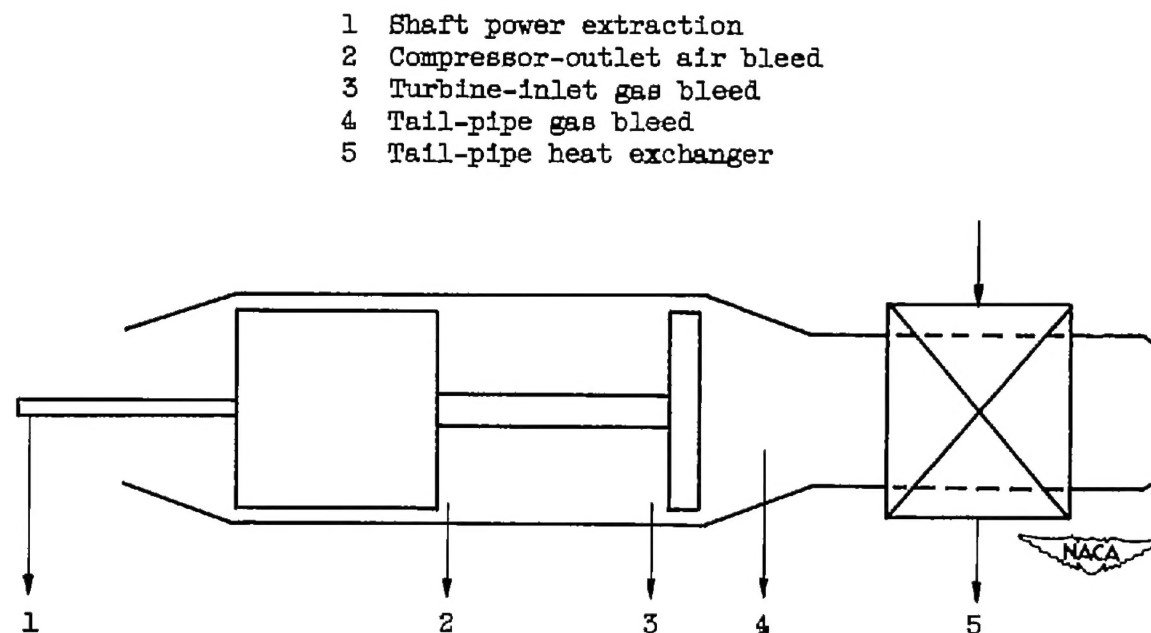 1 Shaft power extraction
2 Compressor-outlet air bleed
3 Turbine-inlet gas bleed
4 Tail-pipe gas bleed
5 Tail-pipe heat exchanger
NACA
1 2 3 4 5